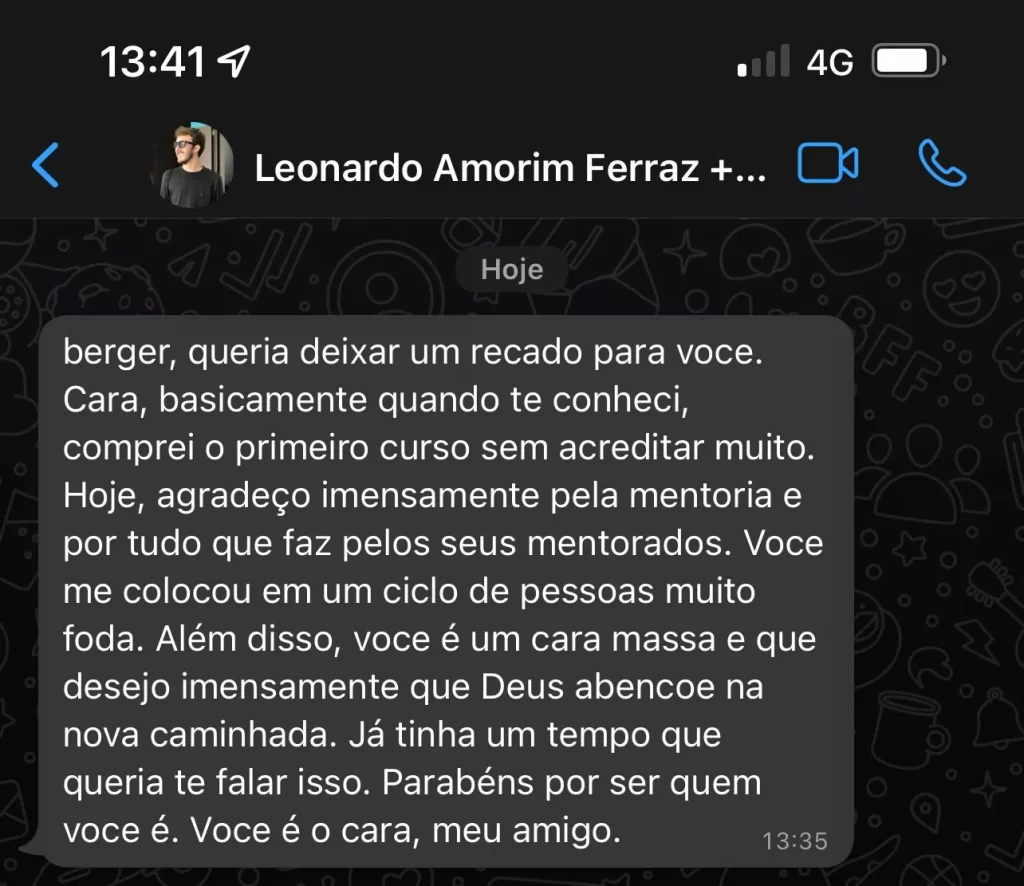 13:41
4G
Leonardo Amorim Ferraz +...
Hoje
berger, queria deixar um recado para voce.
Cara, basicamente quando te conheci,
comprei o primeiro curso sem acreditar muito.
Hoje, agradeço imensamente pela mentoria e
por tudo que faz pelos seus mentorados. Voce
me colocou em um ciclo de pessoas muito
foda. Além disso, voce é um cara massa e que
desejo imensamente que Deus abencoe na
nova caminhada. Já tinha um tempo que
queria te falar isso. Parabéns por ser quem
voce é. Voce é o cara, meu amigo.
13:35
BFF